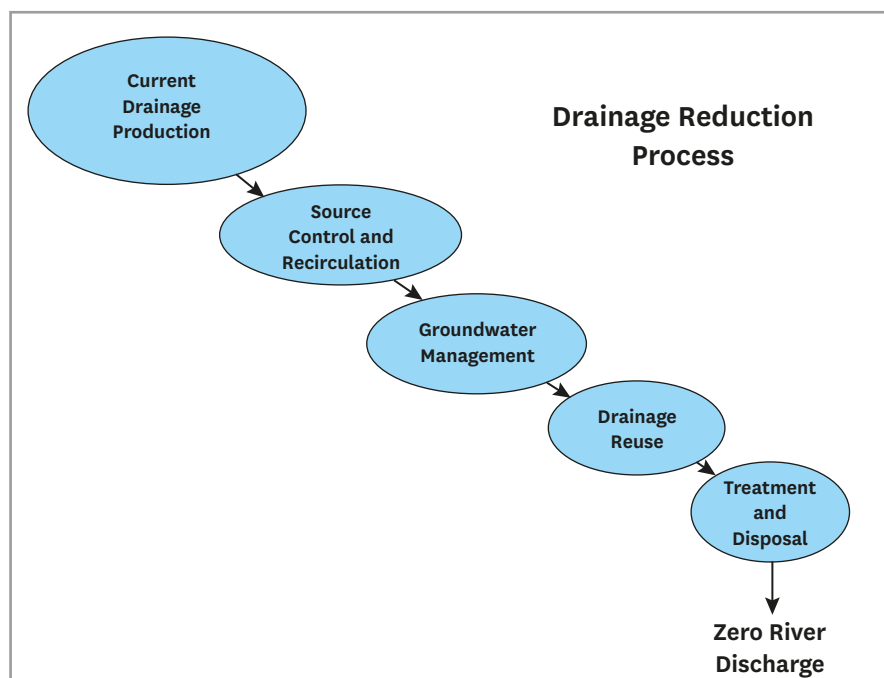 Drainage Reduction
Process
Current
Drainage
Production
Source
Control and
Recirculation
Groundwater
Management
Drainage
Reuse
Treatment
and
Disposal
Zero River
Discharge